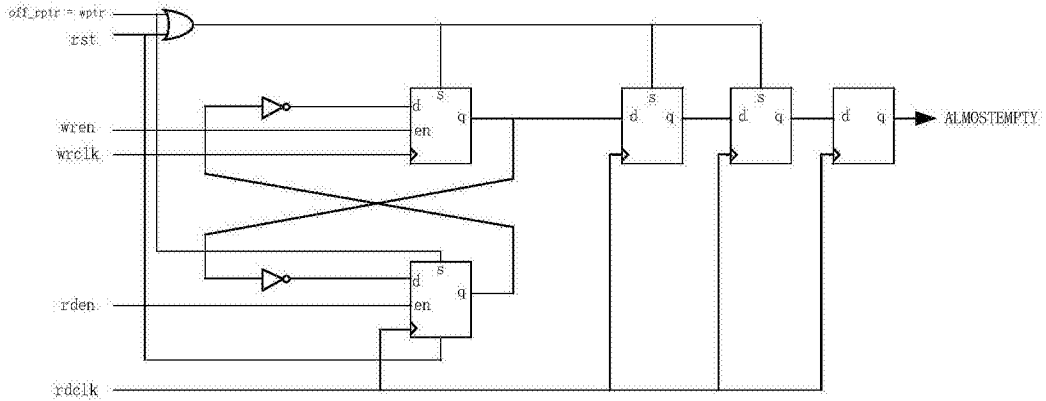 off_rptr = wptr
rst
s s s
d q d q d q d q ALMOSTEMPTY
wren en
wrclk
s
d q
rden en
rdclk